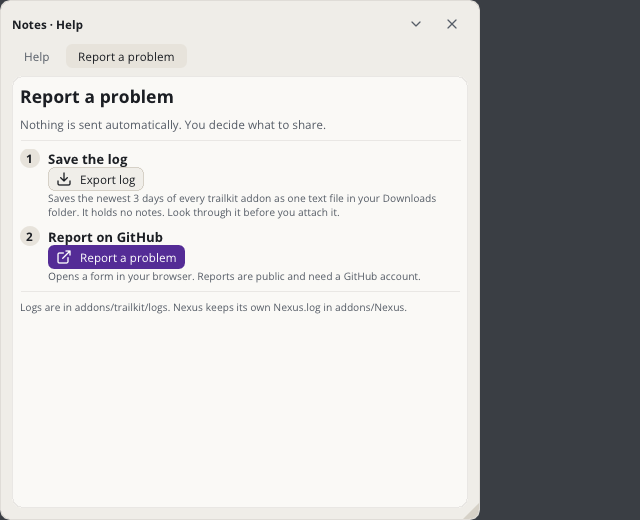 Notes · Help
Help
Report a problem
Report a problem
Nothing is sent automatically. You decide what to share.
1
Save the log
Export log
Saves the newest 3 days of every trailkit addon as one text file in your Downloads
folder. It holds no notes. Look through it before you attach it.
2
Report on GitHub
Report a problem
Opens a form in your browser. Reports are public and need a GitHub account.
Logs are in addons/trailkit/logs. Nexus keeps its own Nexus.log in addons/Nexus.